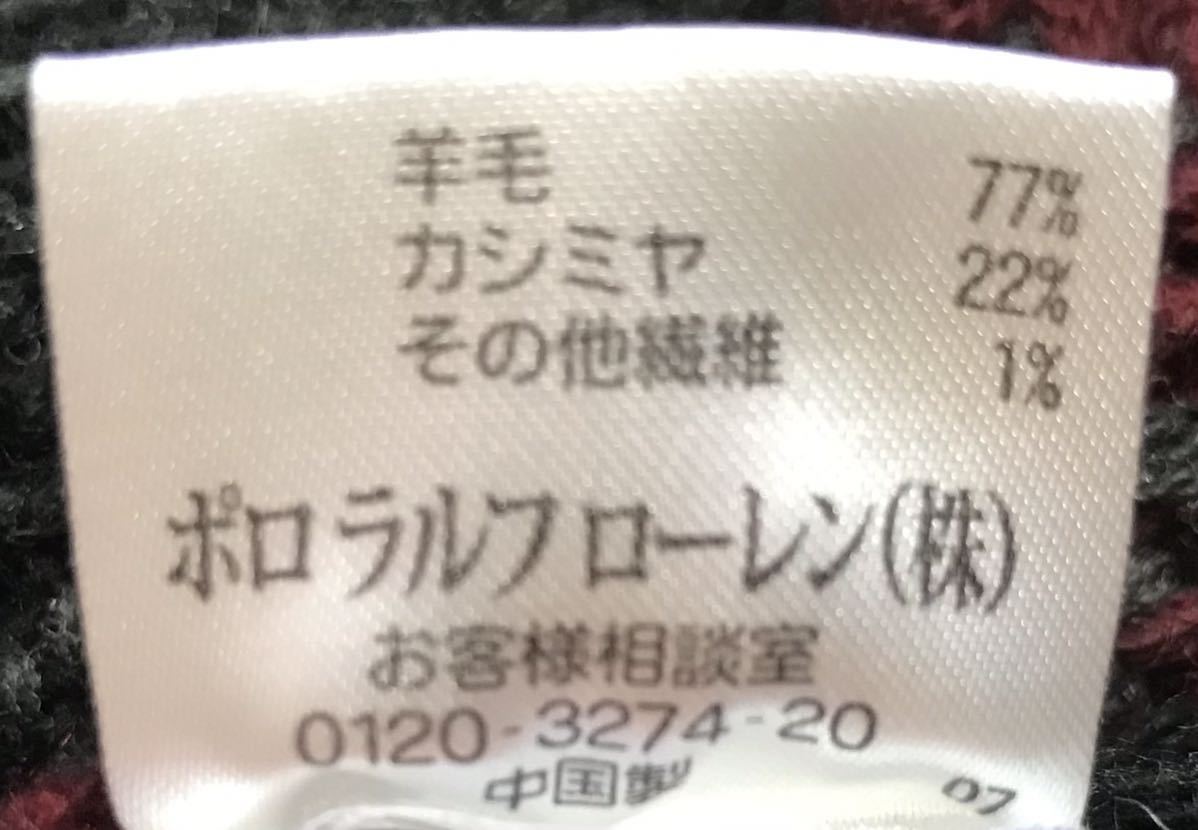 羊毛 77%
カシミヤ 22%
その他繊維 1%
ポロ ラルフ ローレン(株)
お客様相談室
0120-3274-20
中国製 07